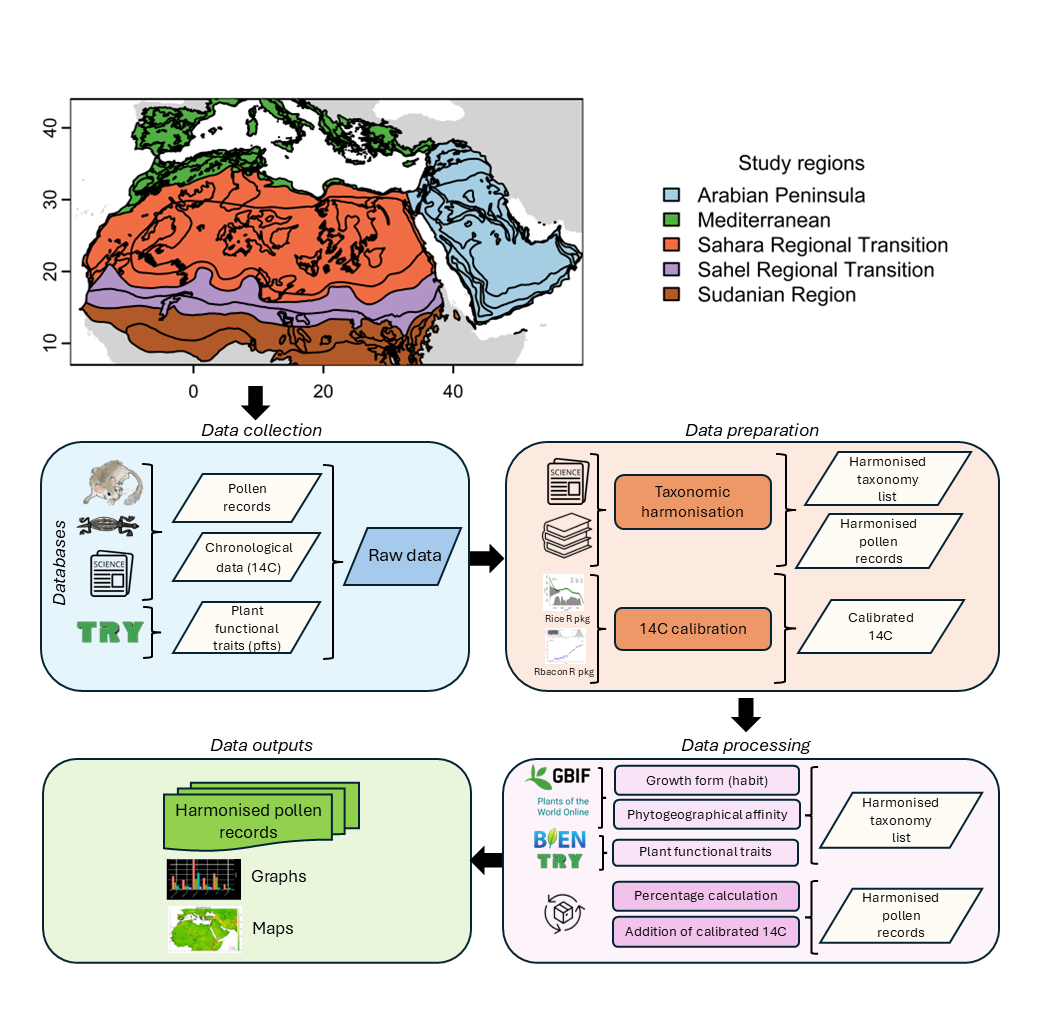 40
30
20
10
0
20
40
Study regions
Arabian Peninsula
Mediterranean
Sahara Regional Transition
Sahel Regional Transition
Sudanian Region
Data collection
Databases
SCIENCE
TRY
Pollen
records
Chronological
data (14C)
Plant
functional
traits (pfts)
Raw data
Data preparation
SCIENCE
Rice R pkg
Rbacon R pkg
Taxonomic
harmonisation
14C calibration
Harmonised
taxonomy
list
Harmonised
pollen
records
Calibrated
14C
Data processing
GBIF
Plants of the
World Online
BIEN
TRY
Growth form (habit)
Phytogeographical affinity
Plant functional traits
Percentage calculation
Addition of calibrated 14C
Harmonised
taxonomy
list
Harmonised
pollen
records
Data outputs
Harmonised pollen
records
Graphs
Maps